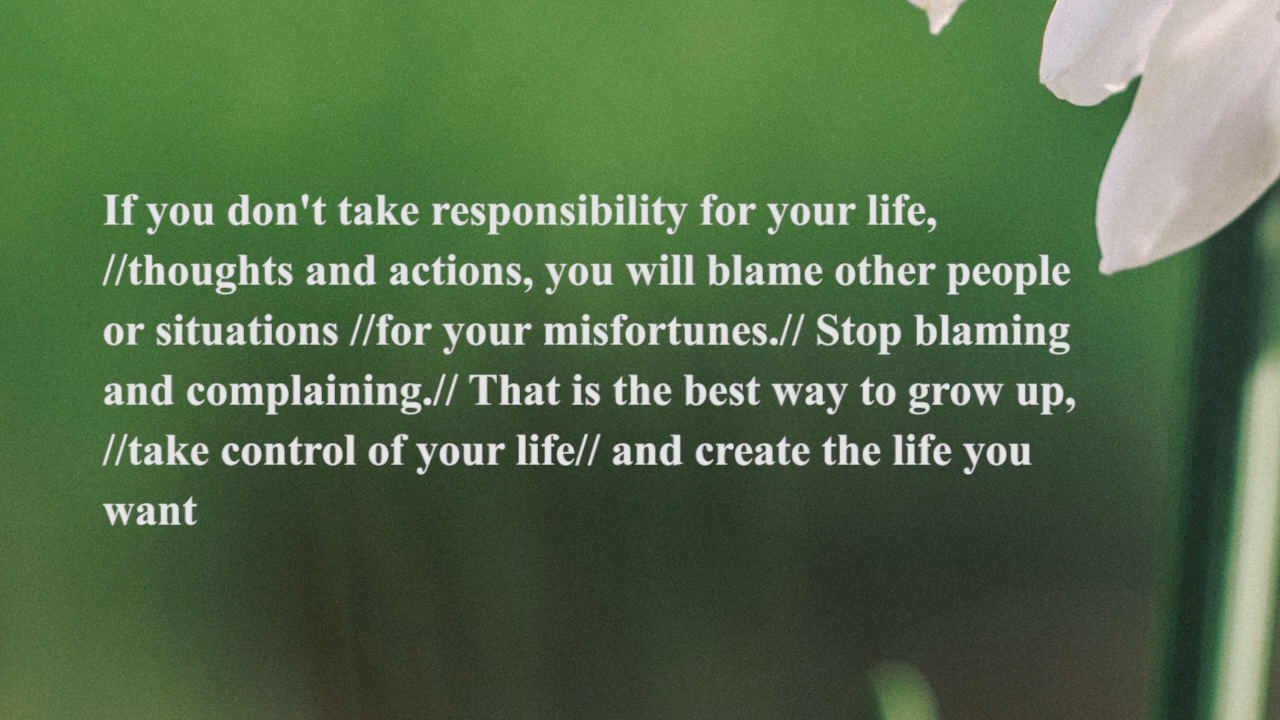 If you don't take responsibility for your life,
//thoughts and actions, you will blame other people
or situations //for your misfortunes.// Stop blaming
and complaining.// That is the best way to grow up,
//take control of your life// and create the life you
want